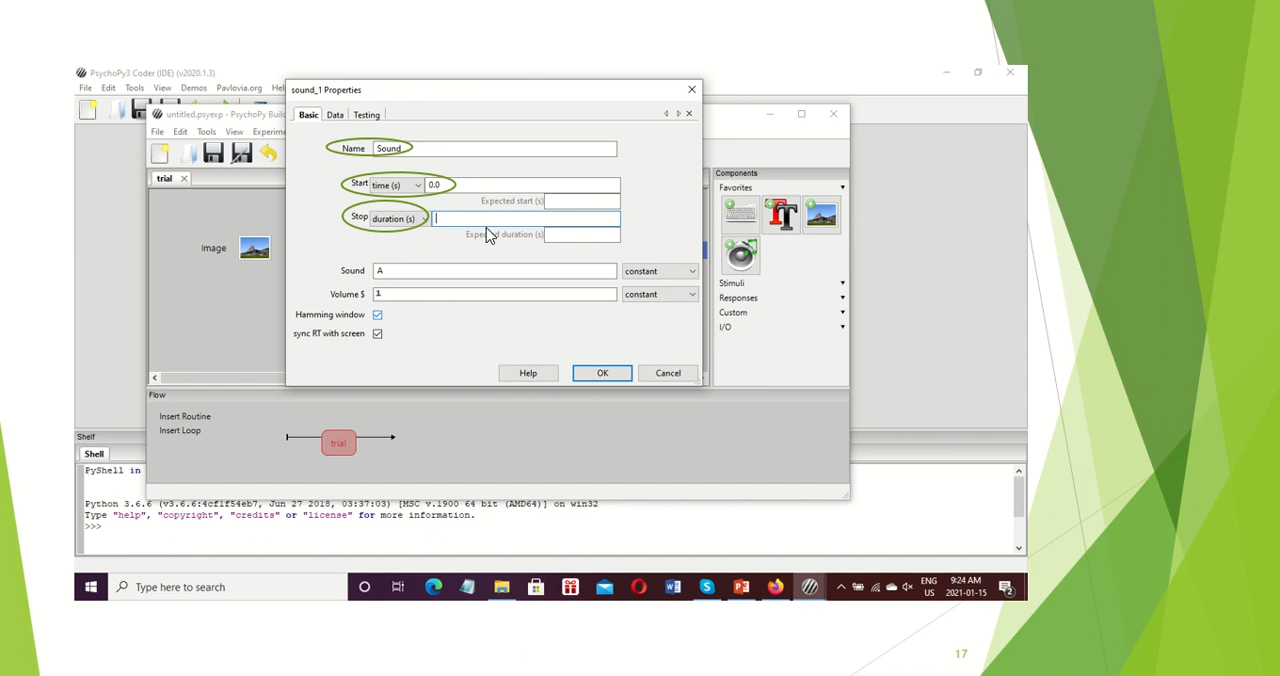 PsychoPy3 Coder (IDE) (v2020.1.3)
File Edit Tools View Demos Pavlovia.org
untitled.psyexp - PsychoPy
File Edit Tools View
trial
Image
sound_1 Properties
Basic Data Testing
Name Sound
Start time (s) 0.0
Expected start (s)
Stop duration (s)
Expected duration (s)
Sound A constant
Volume $ 1 constant
Hamming window
sync RT with screen
Help OK Cancel
Components
Favorites
Stimuli
Responses
Custom
I/O
Flow
Insert Routine
Insert Loop
trial
Shelf
Shell
PyShell in
Python 3.6.6 (v3.6.6:4cf1f54eb7, Jun 27 2018, 03:37:03) [MSC v.1900 64 bit (AMD64)] on win32
Type "help", "copyright", "credits" or "license" for more information.
>>>
Type here to search
ENG
US
9:24 AM
2021-01-15
2
17